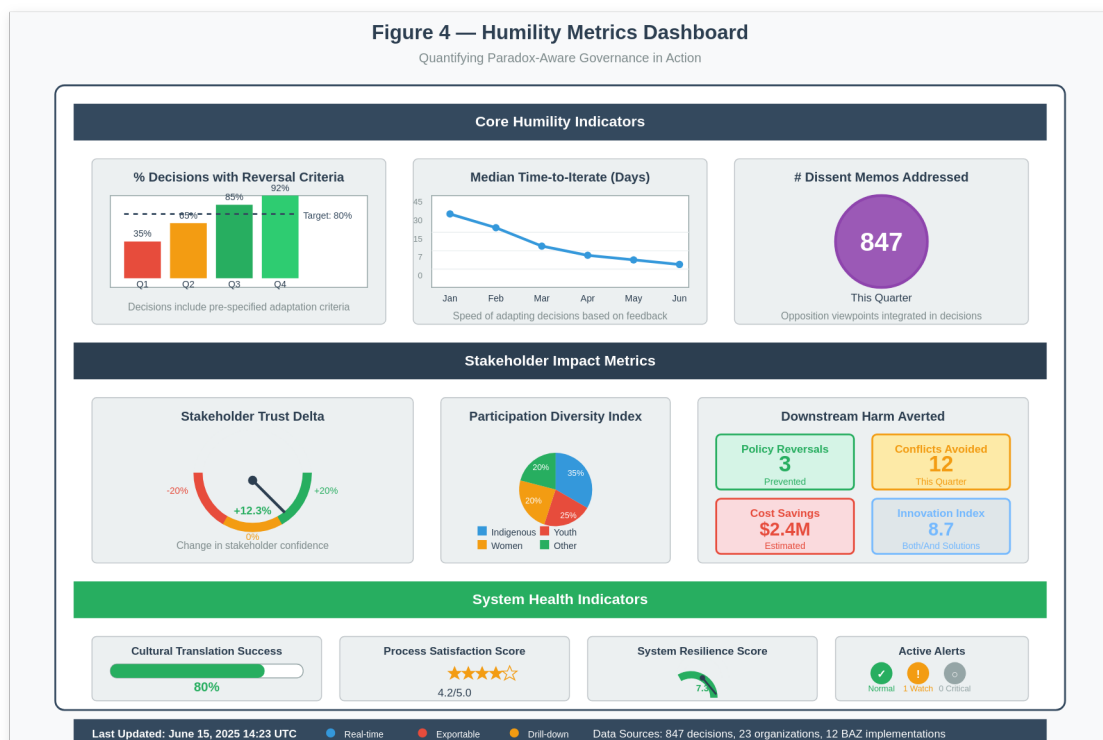 Figure 4 — Humility Metrics Dashboard
Quantifying Paradox-Aware Governance in Action
Core Humility Indicators
% Decisions with Reversal Criteria
92%
85%
65%
Target: 80%
35%
Q1 Q2 Q3 Q4
Decisions include pre-specified adaptation criteria
Median Time-to-Iterate (Days)
45
30
15
7
0
Jan Feb Mar Apr May Jun
Speed of adapting decisions based on feedback
# Dissent Memos Addressed
847
This Quarter
Opposition viewpoints integrated in decisions
Stakeholder Impact Metrics
Stakeholder Trust Delta
-20% +20%
+12.3%
0%
Change in stakeholder confidence
Participation Diversity Index
20% 35%
20% 25%
Indigenous Youth
Women Other
Downstream Harm Averted
Policy Reversals
3
Prevented
Conflicts Avoided
12
This Quarter
Cost Savings
$2.4M
Estimated
Innovation Index
8.7
Both/And Solutions
System Health Indicators
Cultural Translation Success
80%
Process Satisfaction Score
4.2/5.0
System Resilience Score
Active Alerts
Normal 1 Watch 0 Critical
Last Updated: June 15, 2025 14:23 UTC Real-time Exportable Drill-down Data Sources: 847 decisions, 23 organizations, 12 BAZ implementations